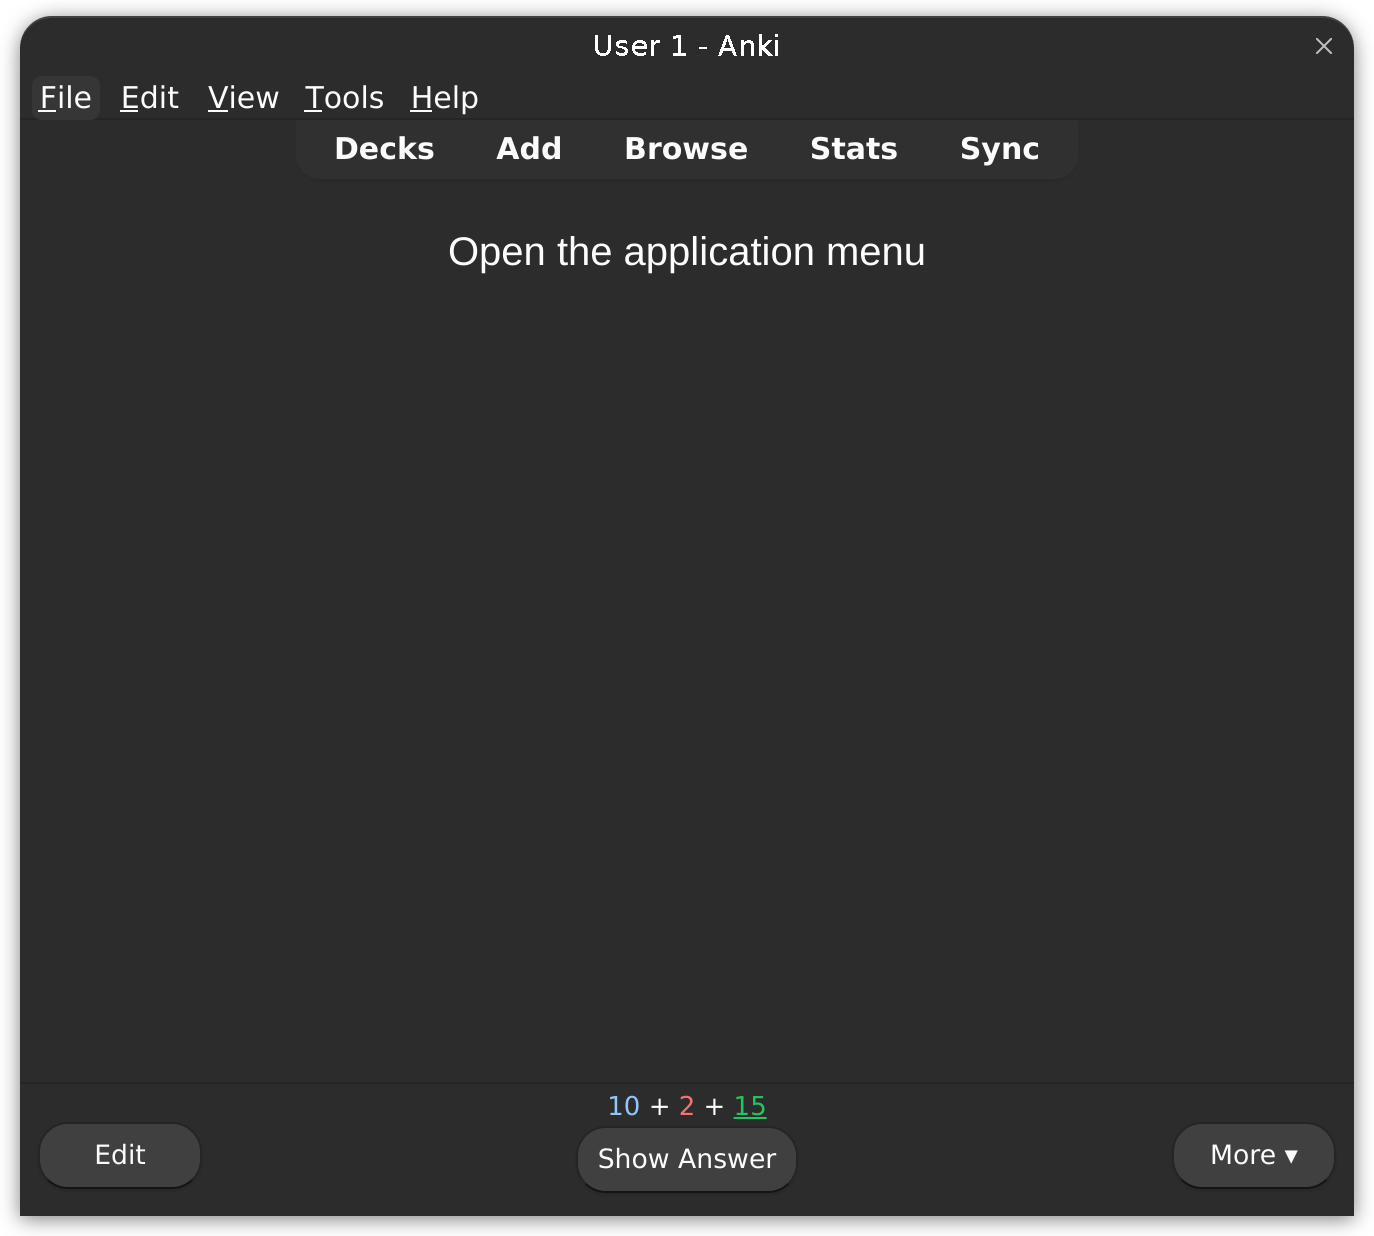 User 1 - Anki
File Edit View Tools Help
Decks Add Browse Stats Sync
Open the application menu
10 + 2 + 15
Edit Show Answer More ▾